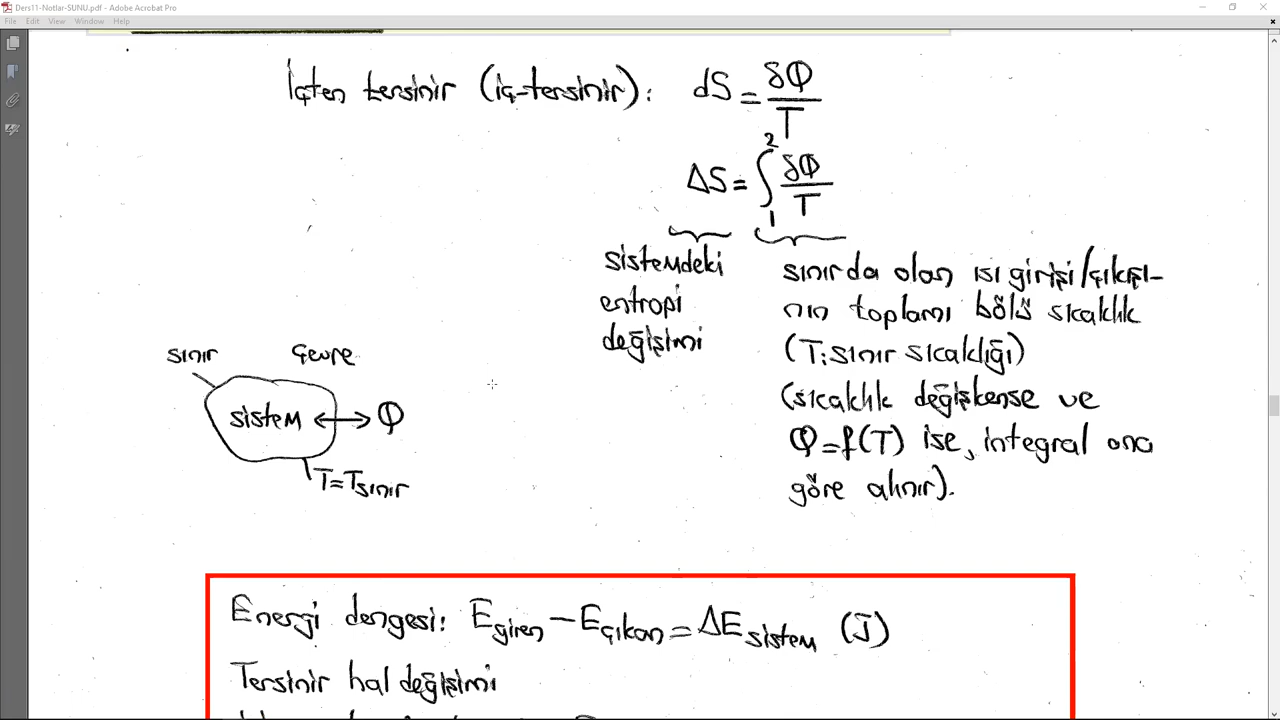 Ders11-Notlar-SUNU.pdf - Adobe Acrobat Pro
File Edit View Window Help
İçten tersinir (iç-tersinir): dS = δQ/T
ΔS = ∫₁² δQ/T
sistemdeki
entropi
değişimi
sınırda olan ısı girişi/çıkışı-
nın toplamı bölü sıcaklık
(T: sınır sıcaklığı)
(sıcaklık değişkense ve
Q = f(T) ise, integral ona
göre alınır).
sınır çevre
sistem ↔ Q
T = Tsınır
Energi dengesi: Egiren − Eçıkan = ΔEsistem (J)
Tersinir hal değişimi